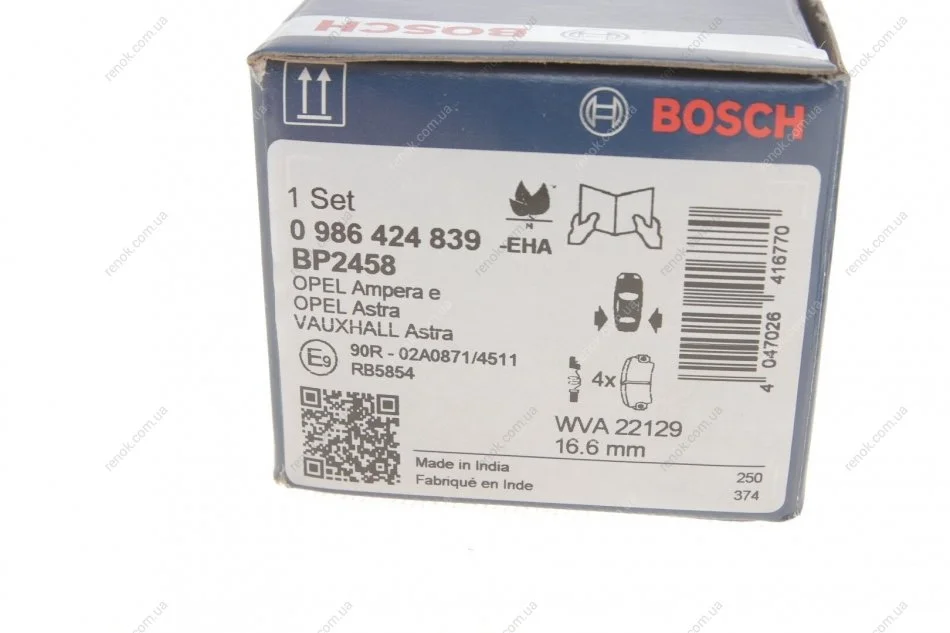 BOSCH
BOSCH
1 Set
0 986 424 839
-EHA
BP2458
OPEL Ampera e
OPEL Astra
VAUXHALL Astra
E9
90R - 02A0871/4511
RB5854
4x
WVA 22129
16.6 mm
4 047026 416770
Made in India
Fabriqué en Inde
250
374
renok.com.ua